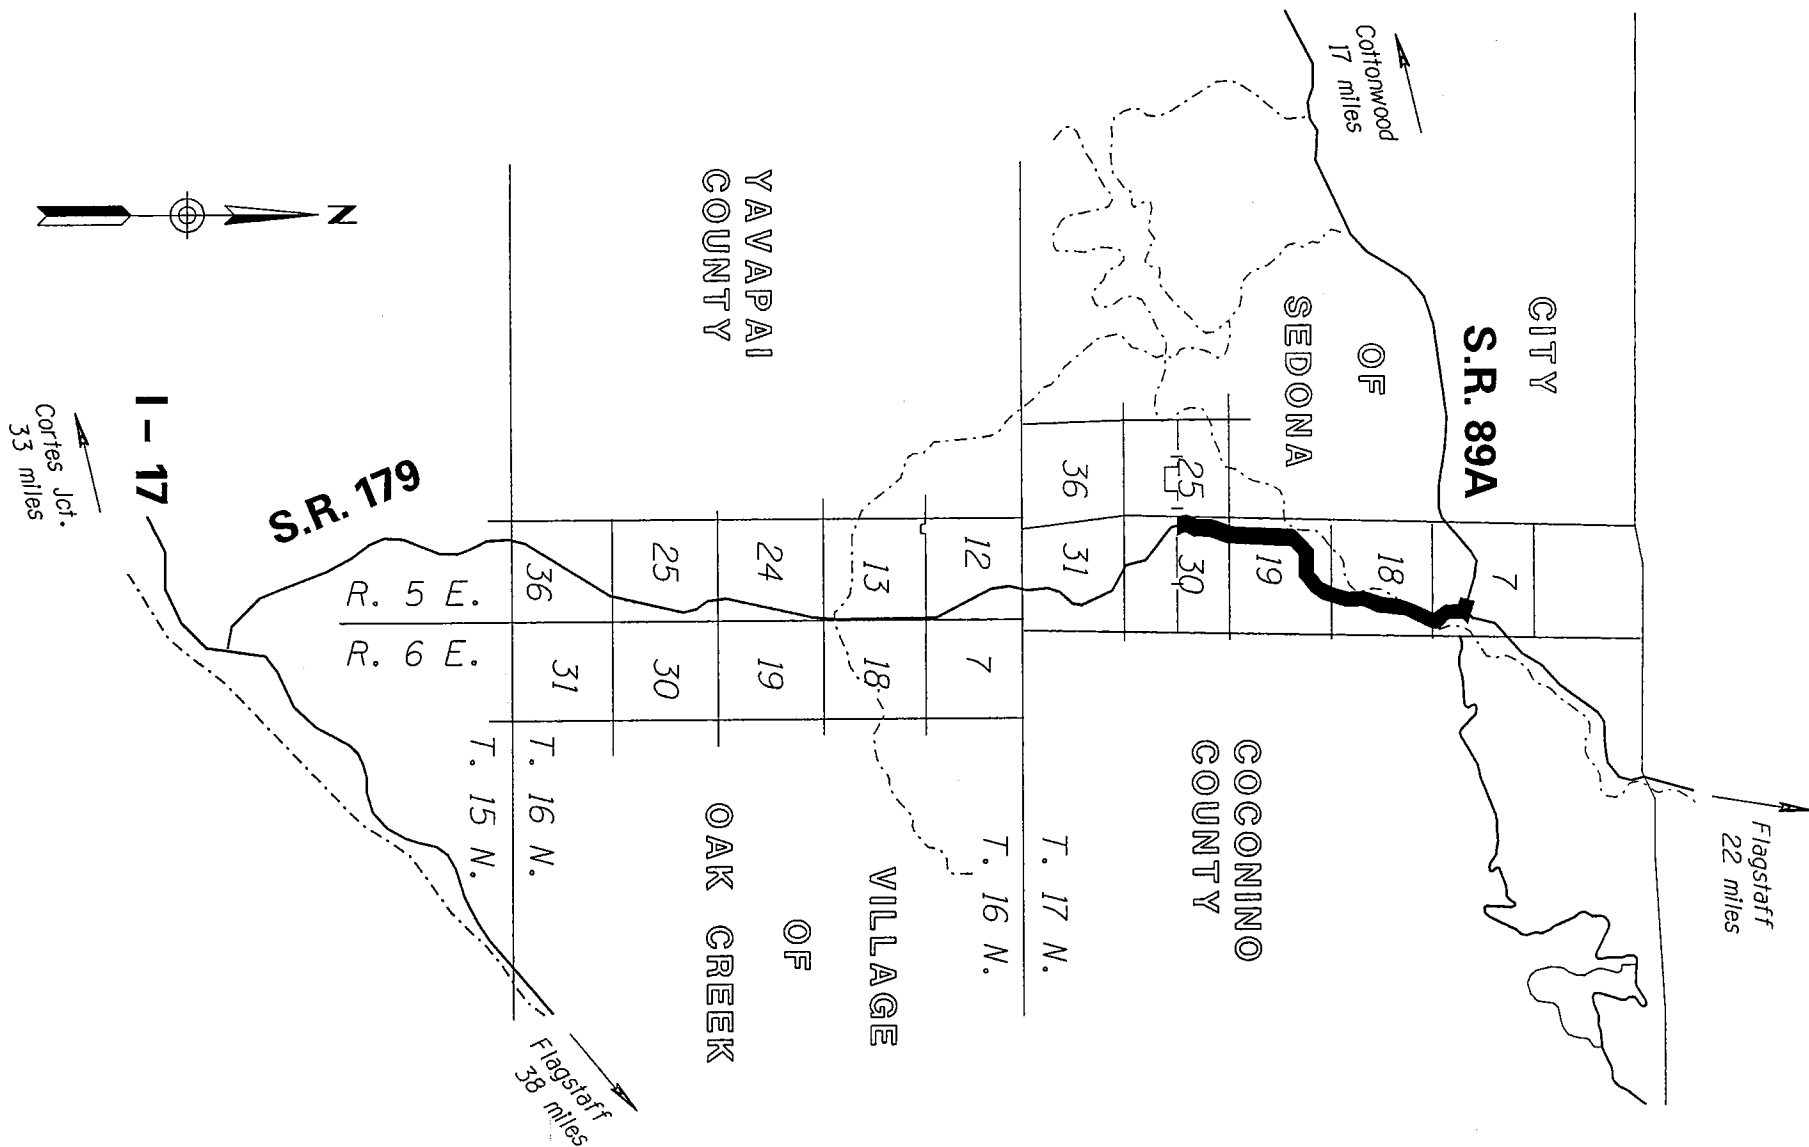 Cottonwood
17 miles
CITY
OF
SEDONA
S.R. 89A
YAVAPAI
COUNTY
N
Flagstaff
22 miles
7
18
19
30
25
31
36
T. 17 N.
T. 16 N.
COCONINO
COUNTY
12
13
24
25
36
7
18
19
30
31
R. 5 E.
R. 6 E.
T. 16 N.
T. 15 N.
VILLAGE
OF
OAK CREEK
S.R. 179
I - 17
Cortes Jct.
33 miles
Flagstaff
38 miles